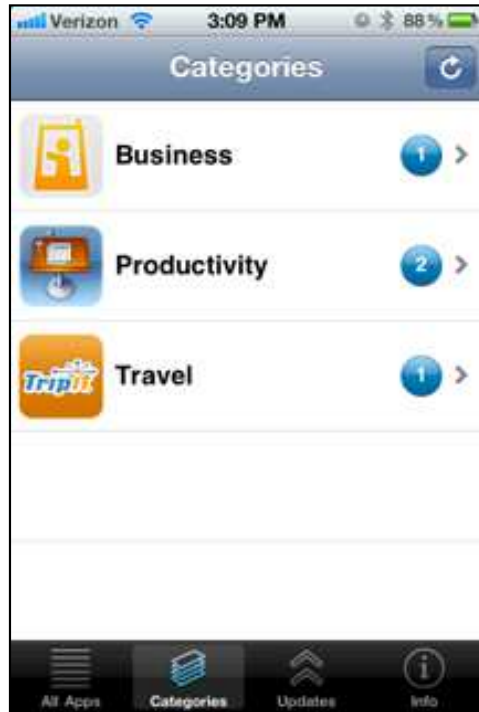 Verizon 3:09 PM 88%
Categories
Business 1
Productivity 2
TripIt Travel 1
All Apps Categories Updates Info